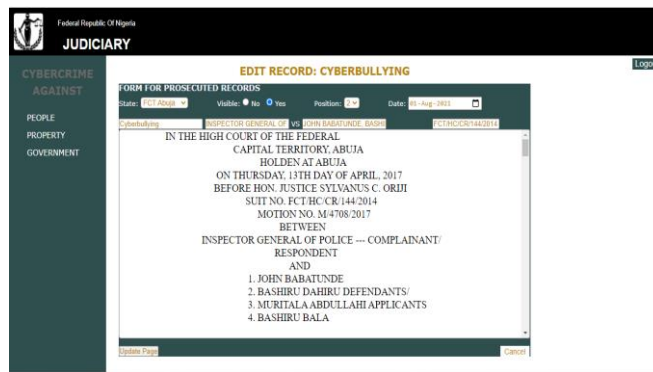 Federal Republic Of Nigeria
JUDICIARY
Logo
CYBERCRIME
AGAINST
PEOPLE
PROPERTY
GOVERNMENT
EDIT RECORD: CYBERBULLYING
FORM FOR PROSECUTED RECORDS
State: FCT Abuja Visible: No Yes Position: 2 Date: 01-Aug-2021
Cyberbullying INSPECTOR GENERAL OF VS JOHN BABATUNDE, BASHI FCT/HC/CR/144/2014
IN THE HIGH COURT OF THE FEDERAL
CAPITAL TERRITORY, ABUJA
HOLDEN AT ABUJA
ON THURSDAY, 13TH DAY OF APRIL, 2017
BEFORE HON. JUSTICE SYLVANUS C. ORIJI
SUIT NO. FCT/HC/CR/144/2014
MOTION NO. M/4708/2017
BETWEEN
INSPECTOR GENERAL OF POLICE --- COMPLAINANT/
RESPONDENT
AND
1. JOHN BABATUNDE
2. BASHIRU DAHIRU DEFENDANTS/
3. MURITALA ABDULLAHI APPLICANTS
4. BASHIRU BALA
Update Page Cancel